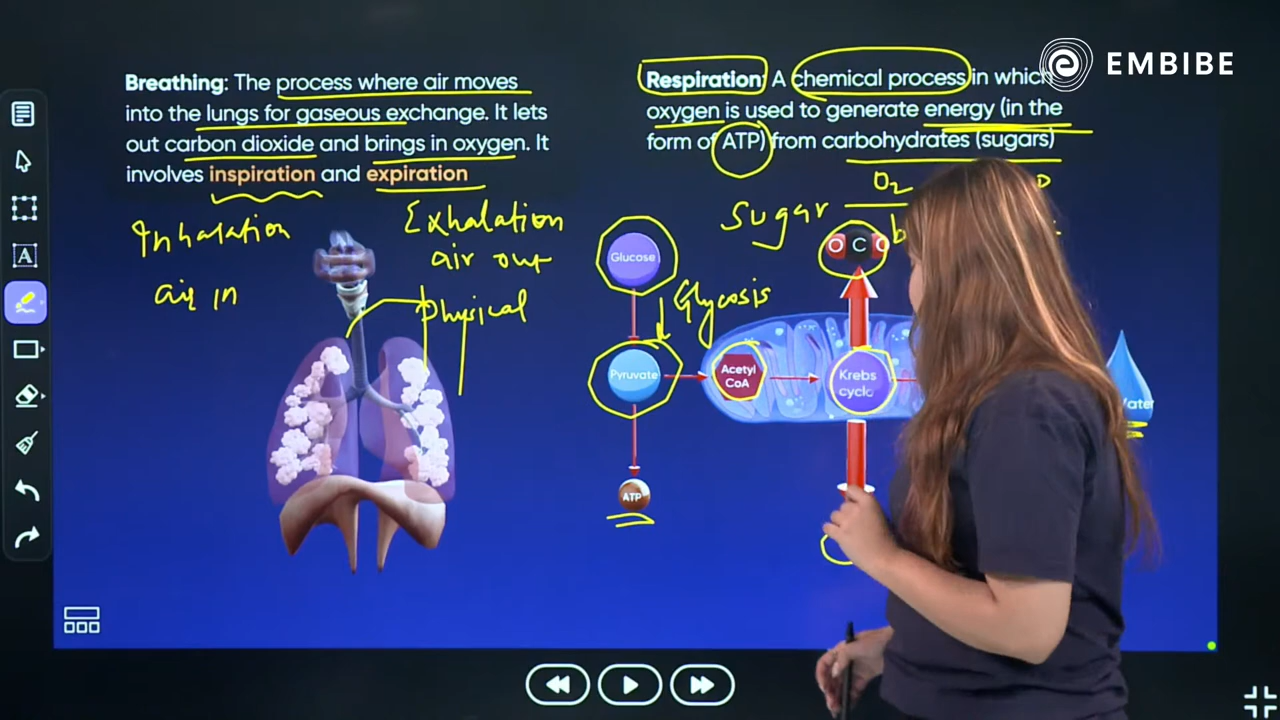 EMBIBE
Breathing: The process where air moves
into the lungs for gaseous exchange. It lets
out carbon dioxide and brings in oxygen. It
involves inspiration and expiration
Inhalation
air in
Exhalation
air out
Physical
Respiration: A chemical process in which
oxygen is used to generate energy (in the
form of ATP) from carbohydrates (sugars)
Sugar O2
Glucose
O C O
Glycosis
Pyruvate
Acetyl
CoA
Krebs
cycle
Water
ATP